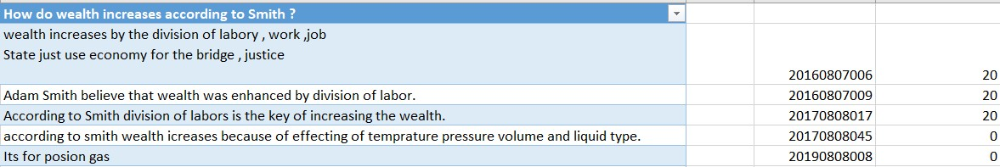 How do wealth increases according to Smith ?
wealth increases by the division of labory , work ,job
State just use economy for the bridge , justice
20160807006 20
Adam Smith believe that wealth was enhanced by division of labor. 20160807009 20
According to Smith division of labors is the key of increasing the wealth. 20170808017 20
according to smith wealth icreases because of effecting of temprature pressure volume and liquid type. 20170808045 0
Its for posion gas 20190808008 0